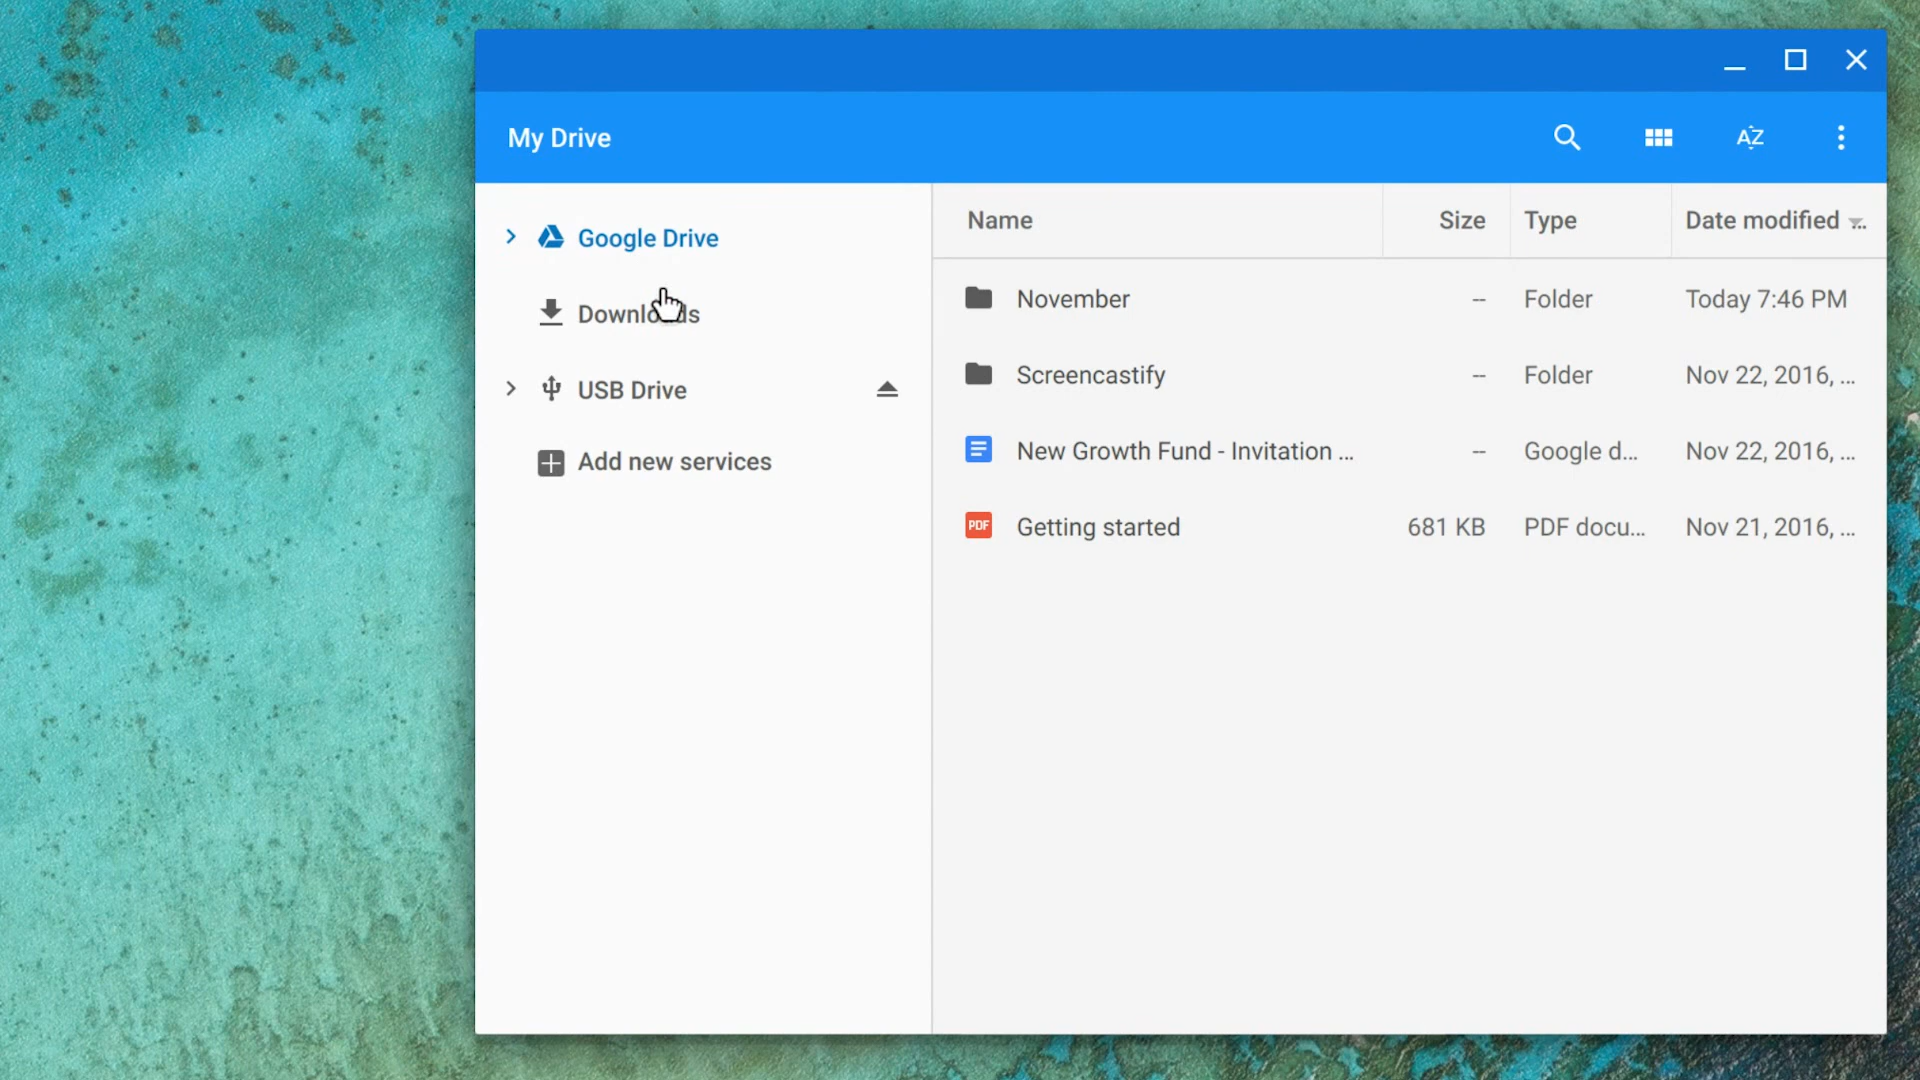 My Drive
AZ
Google Drive
Downloads
USB Drive
Add new services
Name Size Type Date modified
November -- Folder Today 7:46 PM
Screencastify -- Folder Nov 22, 2016, ...
New Growth Fund - Invitation ... -- Google d... Nov 22, 2016, ...
PDF Getting started 681 KB PDF docu... Nov 21, 2016, ...